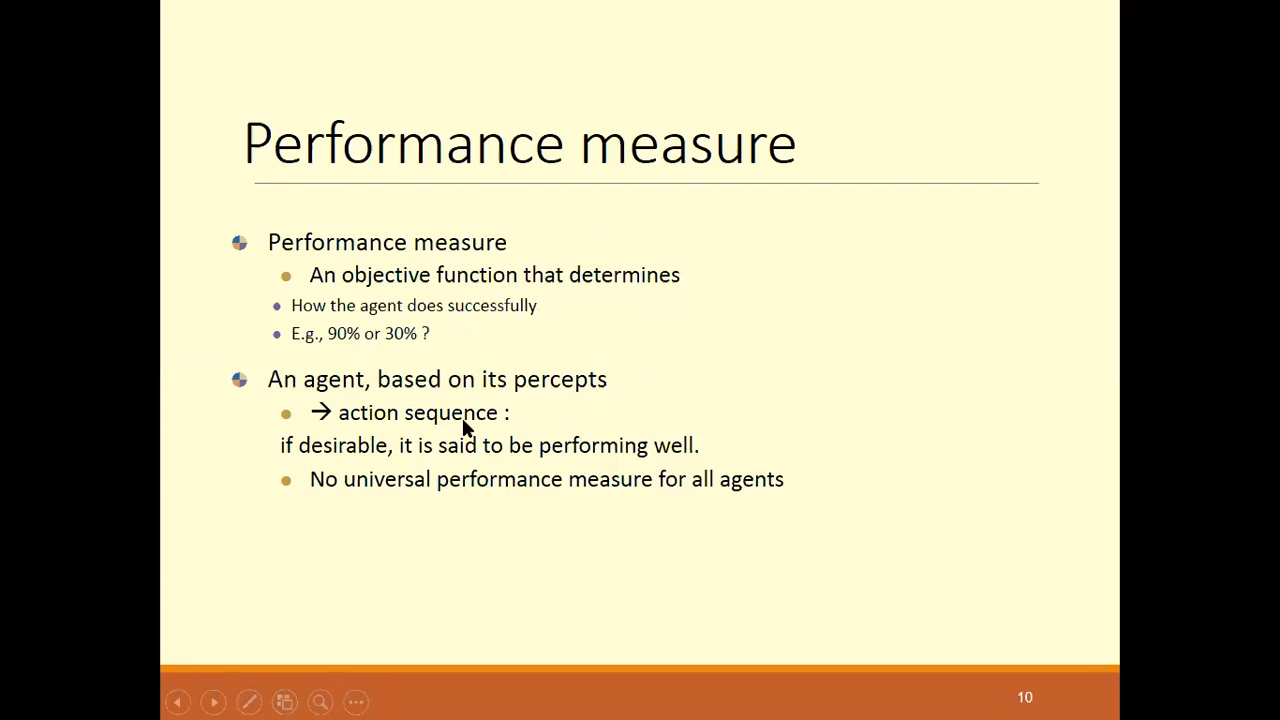 Performance measure
Performance measure
An objective function that determines
How the agent does successfully
E.g., 90% or 30% ?
An agent, based on its percepts
→ action sequence :
if desirable, it is said to be performing well.
No universal performance measure for all agents
10